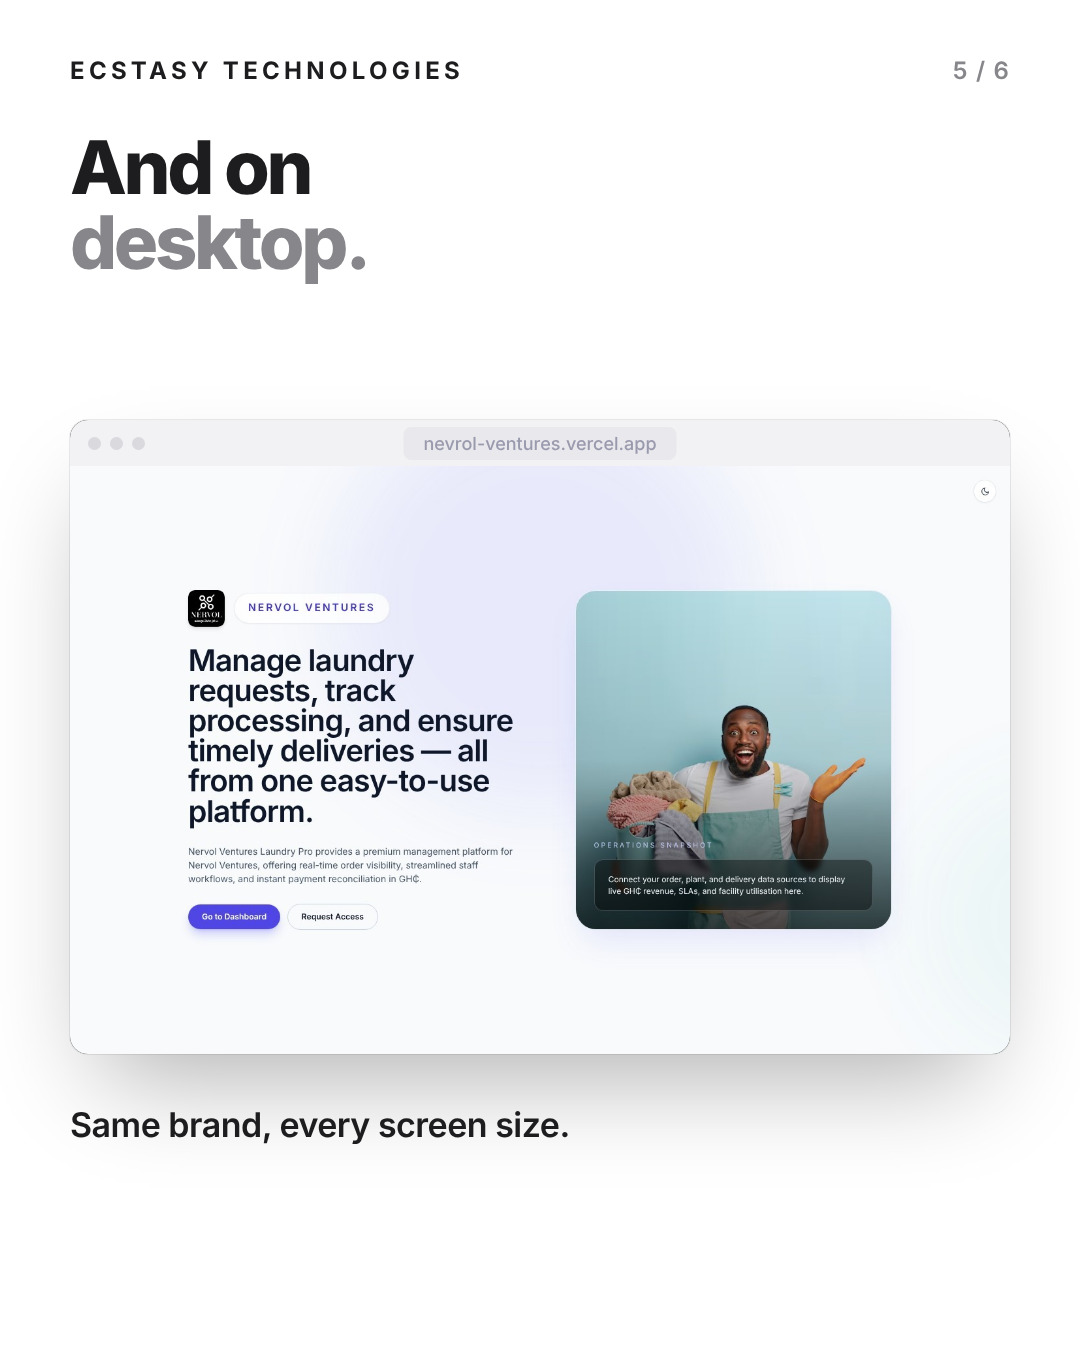 ECSTASY TECHNOLOGIES
5 / 6
And on
desktop.
nevrol-ventures.vercel.app
NERVOL
NERVOL VENTURES
Manage laundry
requests, track
processing, and ensure
timely deliveries — all
from one easy-to-use
platform.
Nervol Ventures Laundry Pro provides a premium management platform for
Nervol Ventures, offering real-time order visibility, streamlined staff
workflows, and instant payment reconciliation in GH₵.
Go to Dashboard
Request Access
OPERATIONS SNAPSHOT
Connect your order, plant, and delivery data sources to display
live GH₵ revenue, SLAs, and facility utilisation here.
Same brand, every screen size.